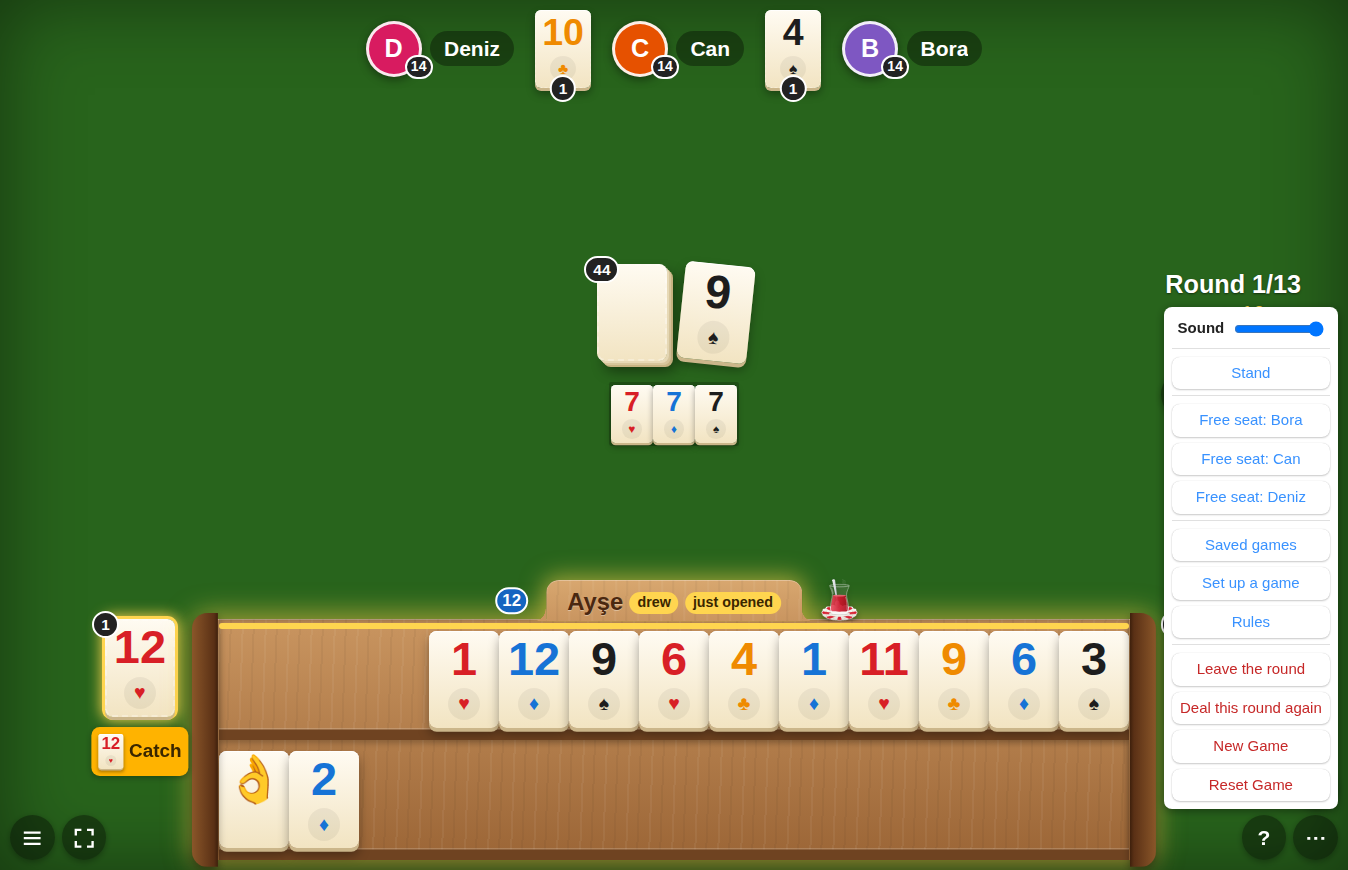 D
14
Deniz
10
♣
1
C
14
Can
4
♠
1
B
14
Bora
44
9
♠
7
♥
7
♦
7
♠
Round 1/13
Sound
Stand
Free seat: Bora
Free seat: Can
Free seat: Deniz
Saved games
Set up a game
Rules
Leave the round
Deal this round again
New Game
Reset Game
12
Ayşe drew just opened
1
12
♥
12
♥
Catch
1 12 9 6 4 1 11 9 6 3
♥ ♦ ♠ ♥ ♣ ♦ ♥ ♣ ♦ ♠
👌 2
♦
? ···